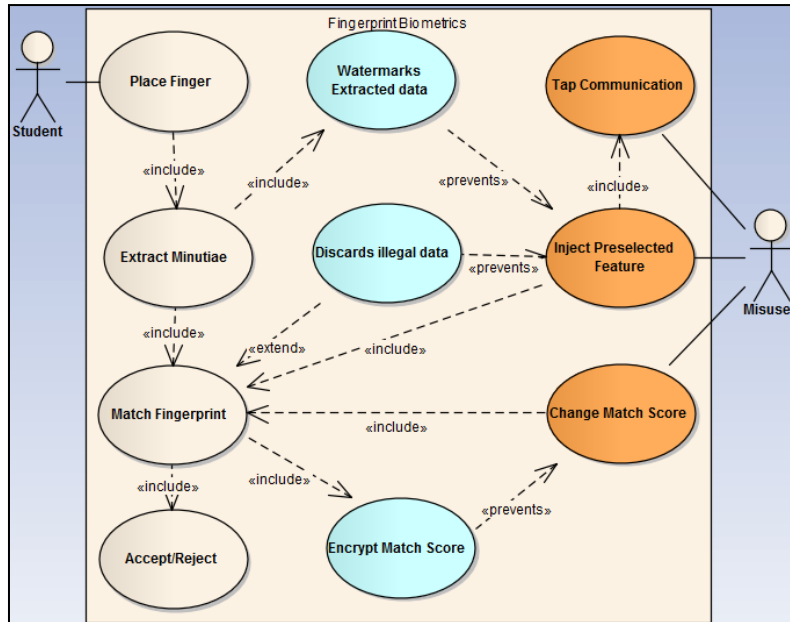 Fingerprint Biometrics
Place Finger
Watermarks
Extracted data
Tap Communication
Student
«include»
«include»
«prevents»
«include»
Extract Minutiae
Discards illegal data
«prevents»
Inject Preselected
Feature
Misuse
«include»
«extend»
«include»
Match Fingerprint
Change Match Score
«include»
«include»
«include»
«prevents»
Accept/Reject
Encrypt Match Score